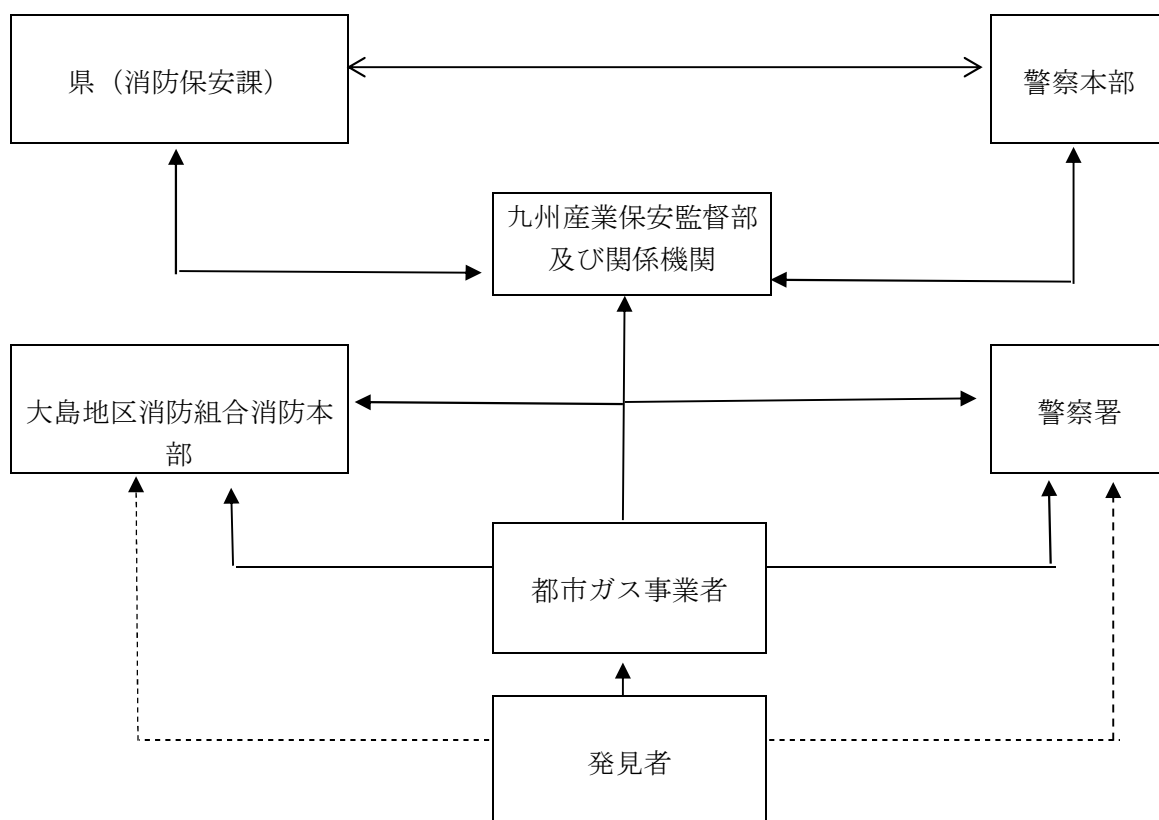 県（消防保安課）
警察本部
九州産業保安監督部
及び関係機関
大島地区消防組合消防本
部
警察署
都市ガス事業者
発見者